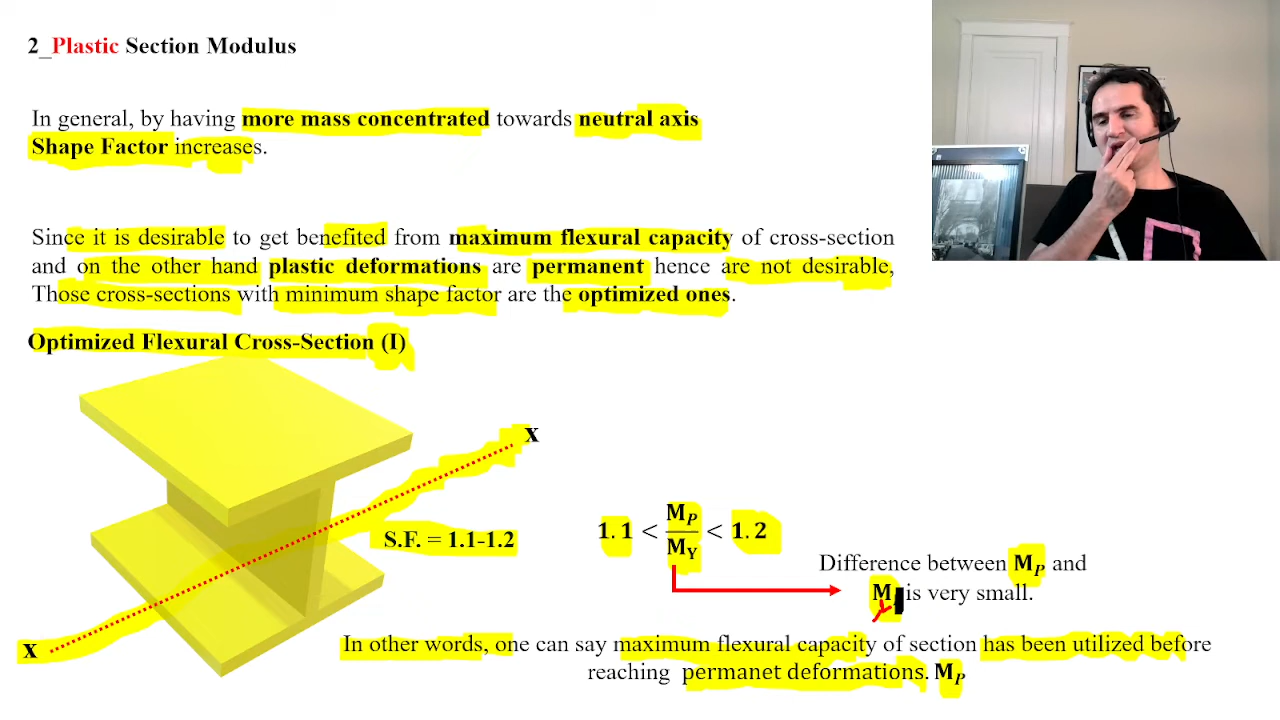 2_Plastic Section Modulus
In general, by having more mass concentrated towards neutral axis
Shape Factor increases.
Since it is desirable to get benefited from maximum flexural capacity of cross-section
and on the other hand plastic deformations are permanent hence are not desirable,
Those cross-sections with minimum shape factor are the optimized ones.
Optimized Flexural Cross-Section (I)
x
S.F. = 1.1-1.2
1.1 < M_P / M_Y < 1.2
Difference between M_P and
M_y is very small.
x
In other words, one can say maximum flexural capacity of section has been utilized before
reaching permanet deformations. M_P